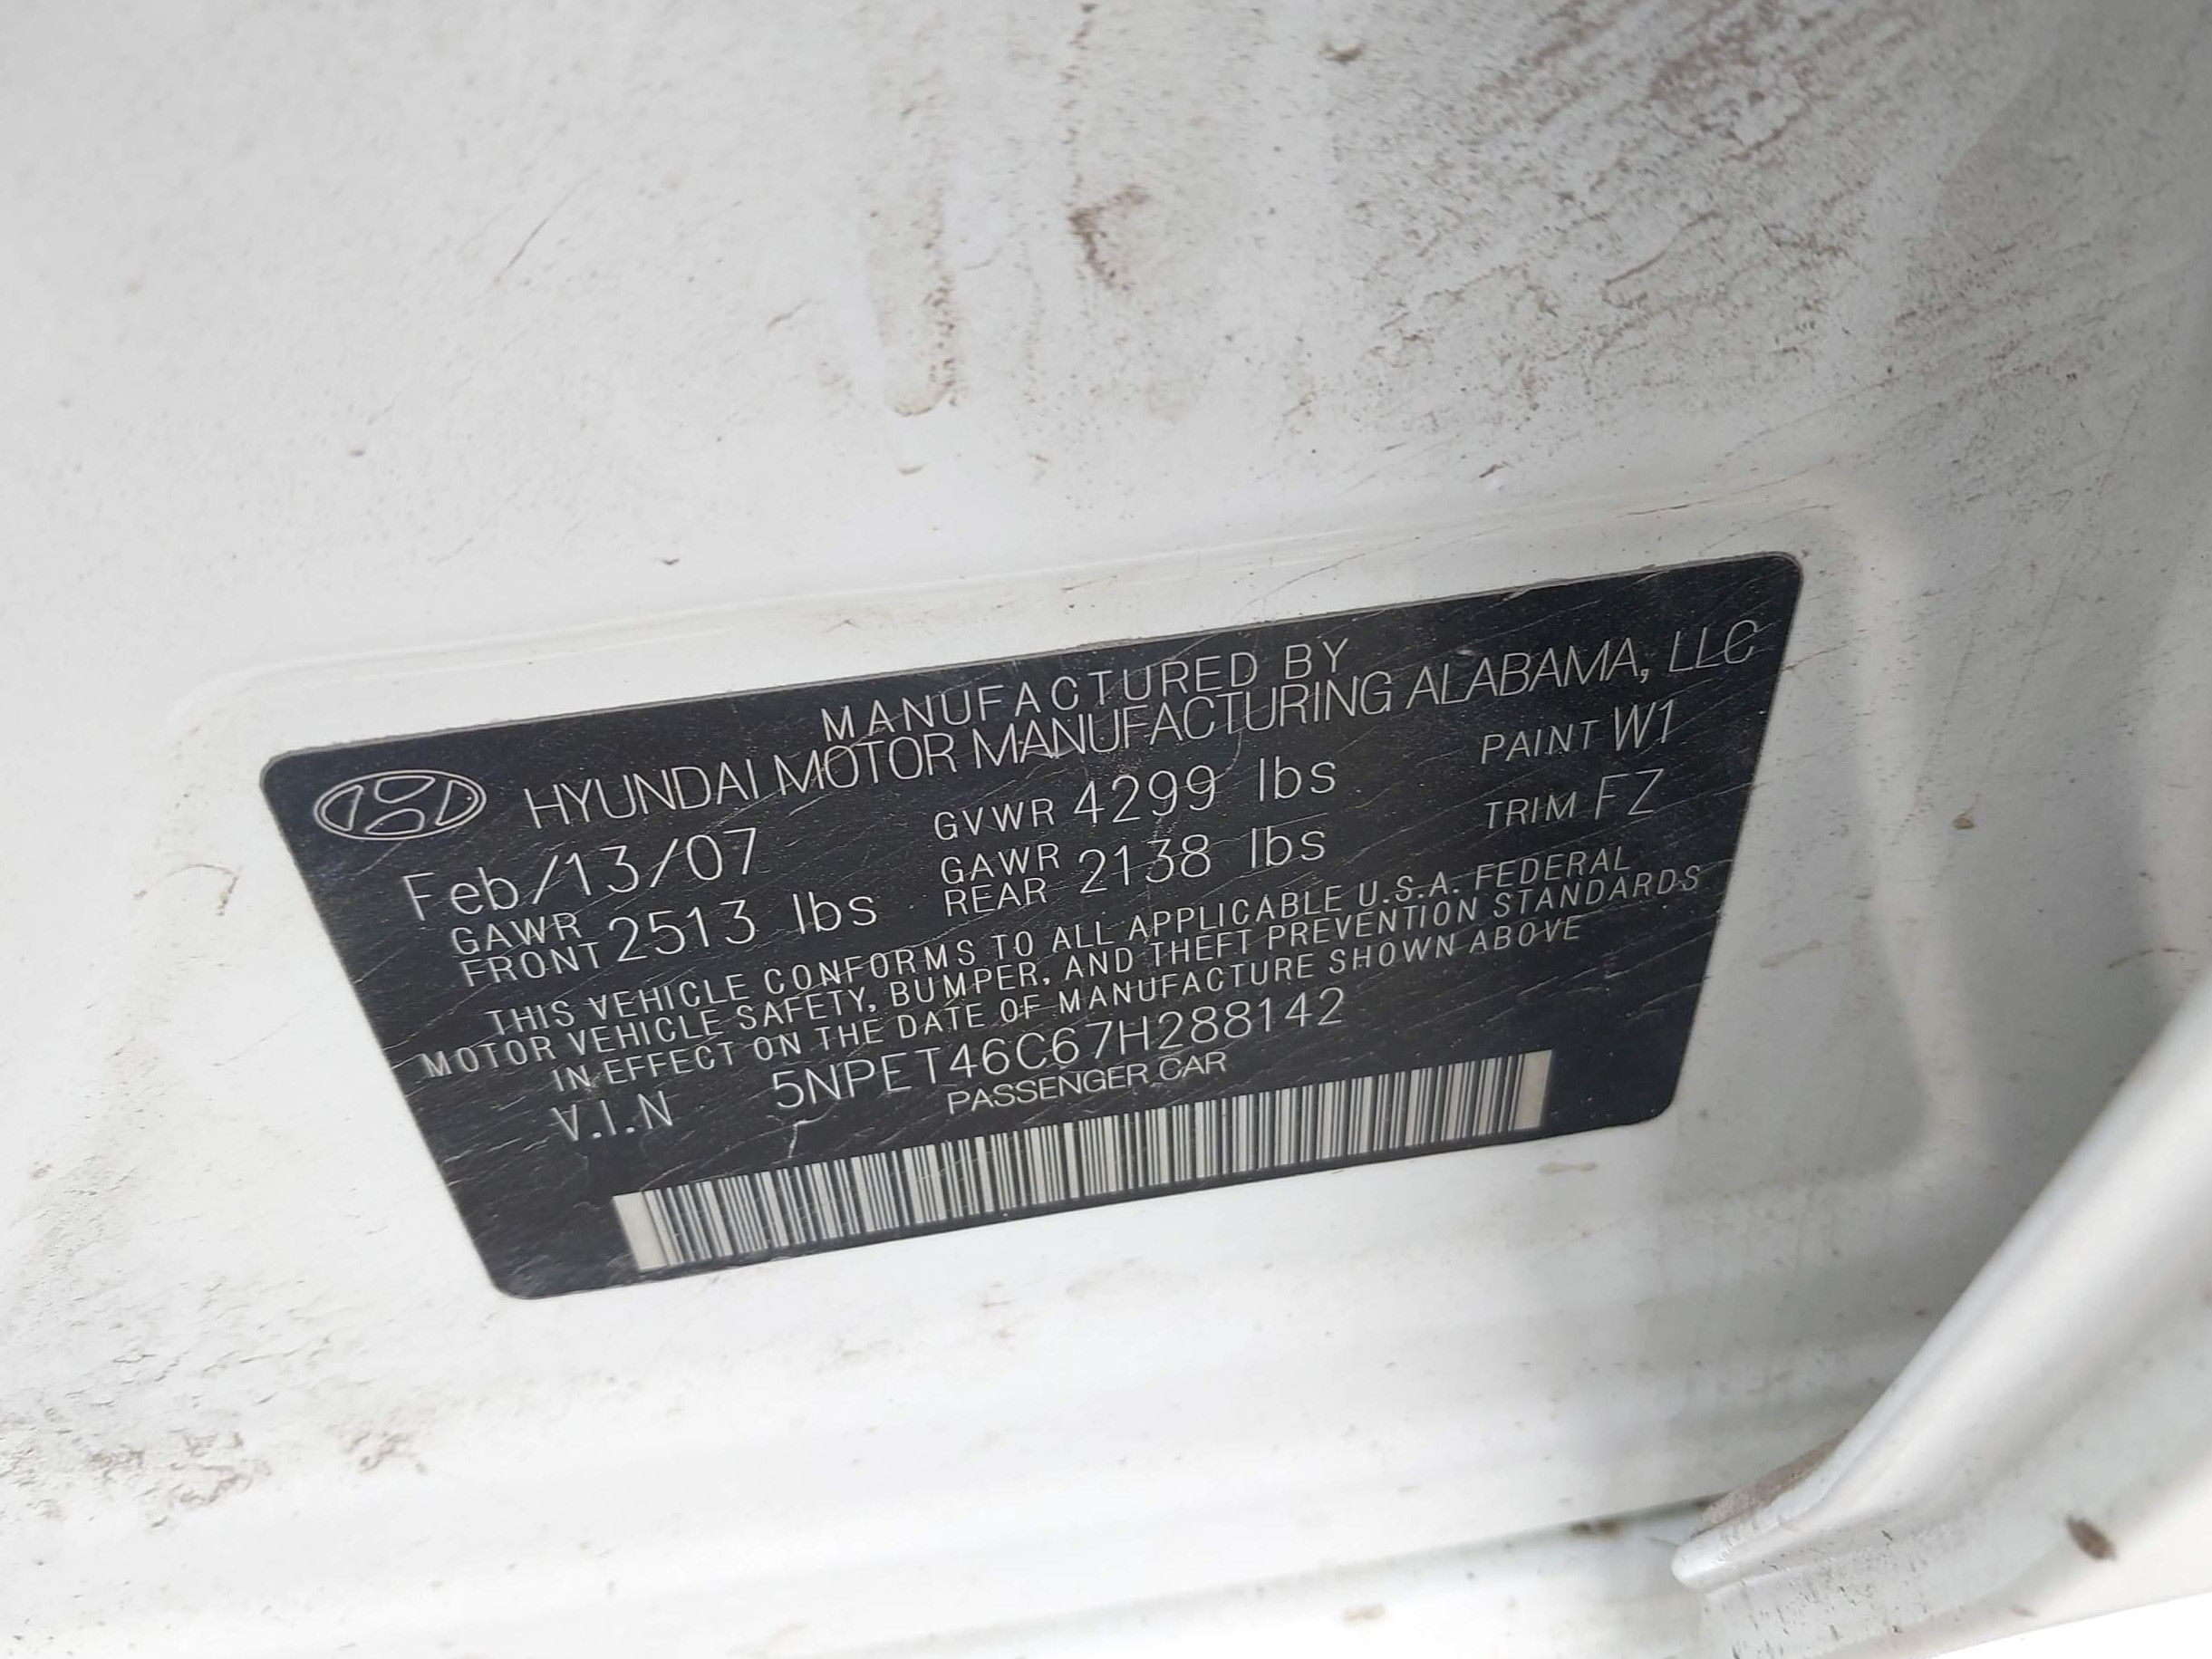 MANUFACTURED BY
HYUNDAI MOTOR MANUFACTURING ALABAMA, LLC
Feb/13/07 GVWR 4299 lbs PAINT W1
GAWR FRONT 2513 lbs GAWR REAR 2138 lbs TRIM FZ
THIS VEHICLE CONFORMS TO ALL APPLICABLE U.S.A. FEDERAL
MOTOR VEHICLE SAFETY, BUMPER, AND THEFT PREVENTION STANDARDS
IN EFFECT ON THE DATE OF MANUFACTURE SHOWN ABOVE
V.I.N 5NPET46C67H288142
PASSENGER CAR